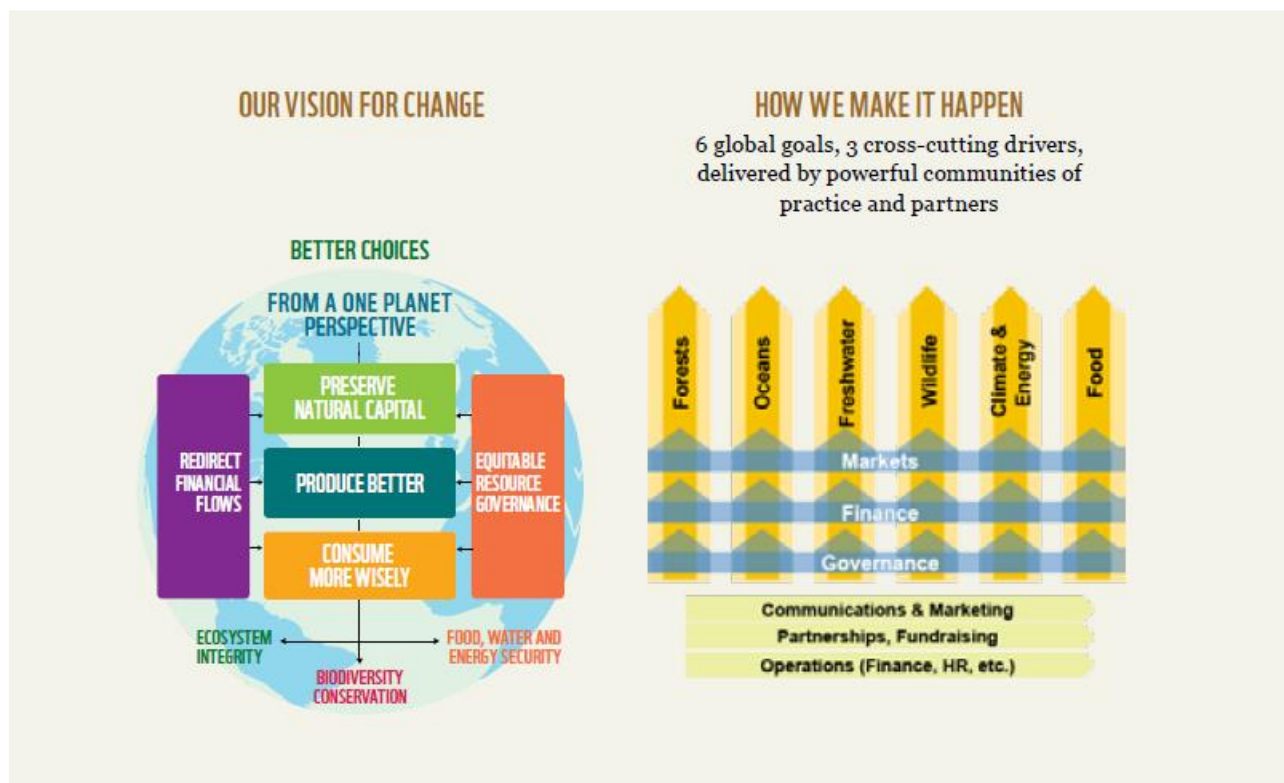 OUR VISION FOR CHANGE
BETTER CHOICES
FROM A ONE PLANET
PERSPECTIVE
REDIRECT
FINANCIAL
FLOWS
PRESERVE
NATURAL CAPITAL
PRODUCE BETTER
CONSUME
MORE WISELY
EQUITABLE
RESOURCE
GOVERNANCE
ECOSYSTEM
INTEGRITY
BIODIVERSITY
CONSERVATION
FOOD, WATER AND
ENERGY SECURITY
HOW WE MAKE IT HAPPEN
6 global goals, 3 cross-cutting drivers,
delivered by powerful communities of
practice and partners
Forests
Oceans
Freshwater
Wildlife
Climate &
Energy
Food
Markets
Finance
Governance
Communications & Marketing
Partnerships, Fundraising
Operations (Finance, HR, etc.)